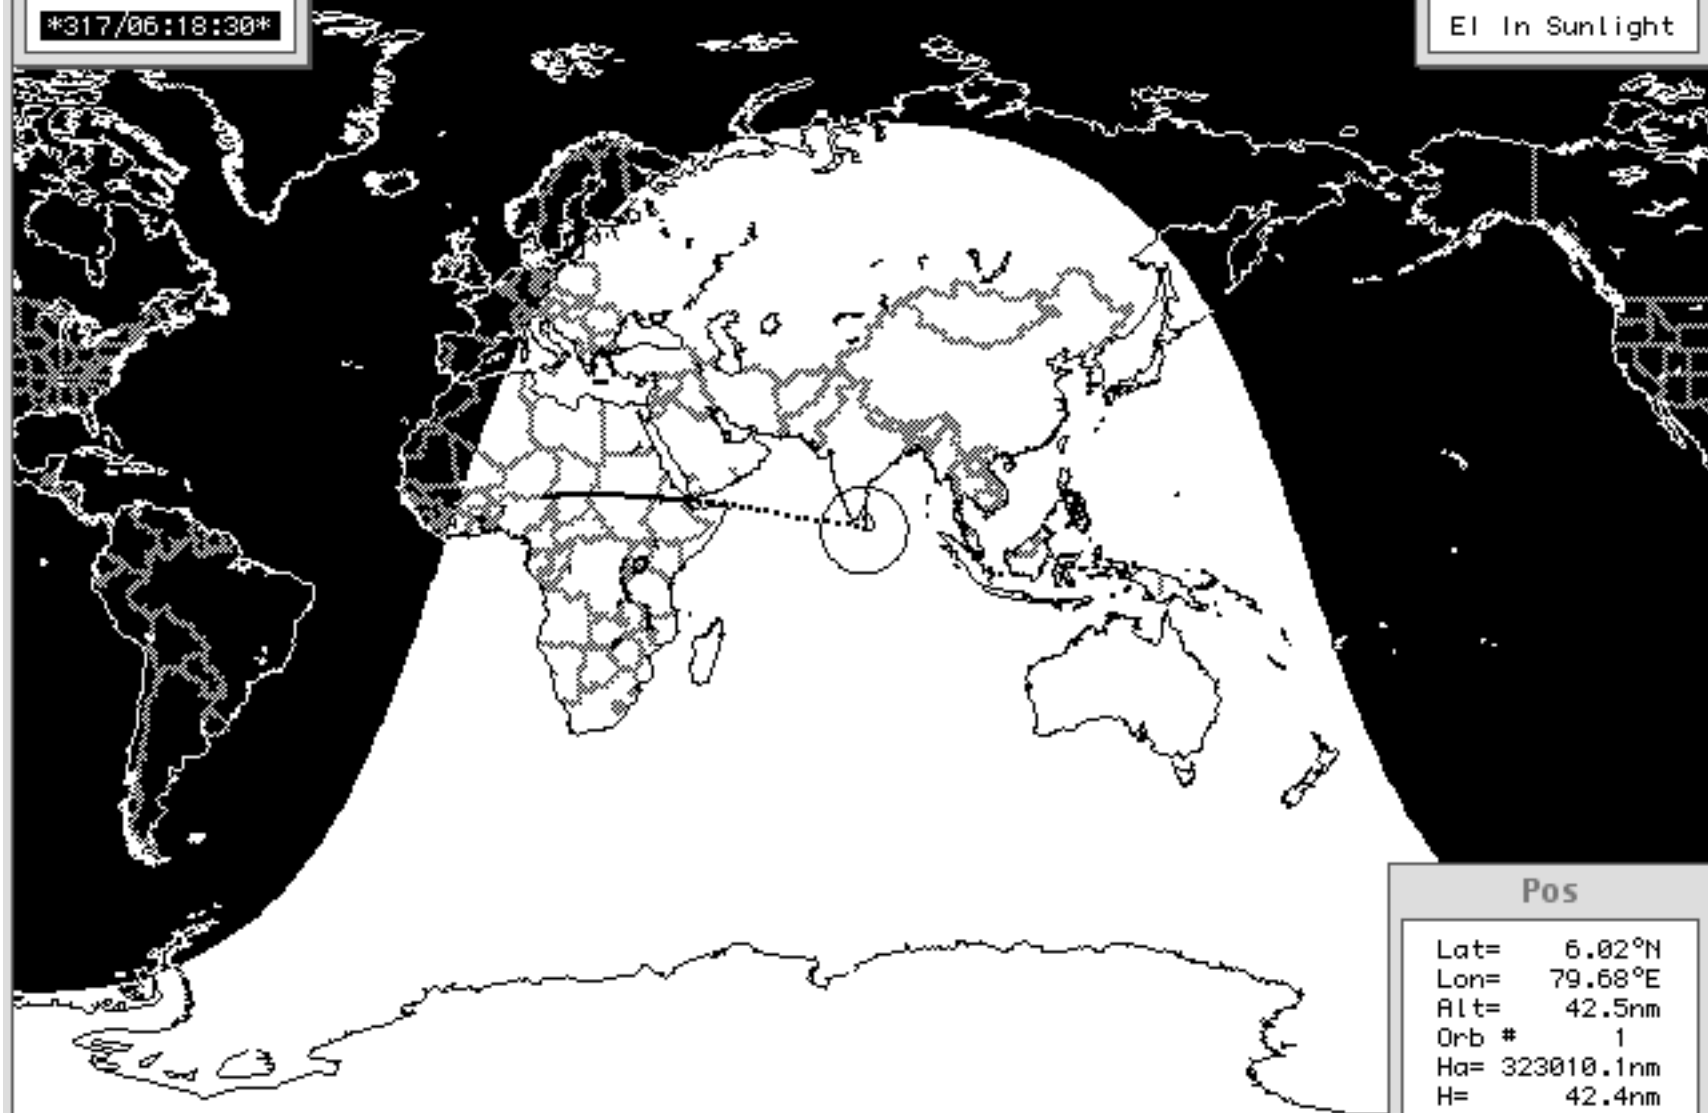 *317/06:18:30*
EI In Sunlight
Pos
Lat= 6.02°N
Lon= 79.68°E
Alt= 42.5nm
Orb # 1
Ha= 323010.1nm
H= 42.4nm